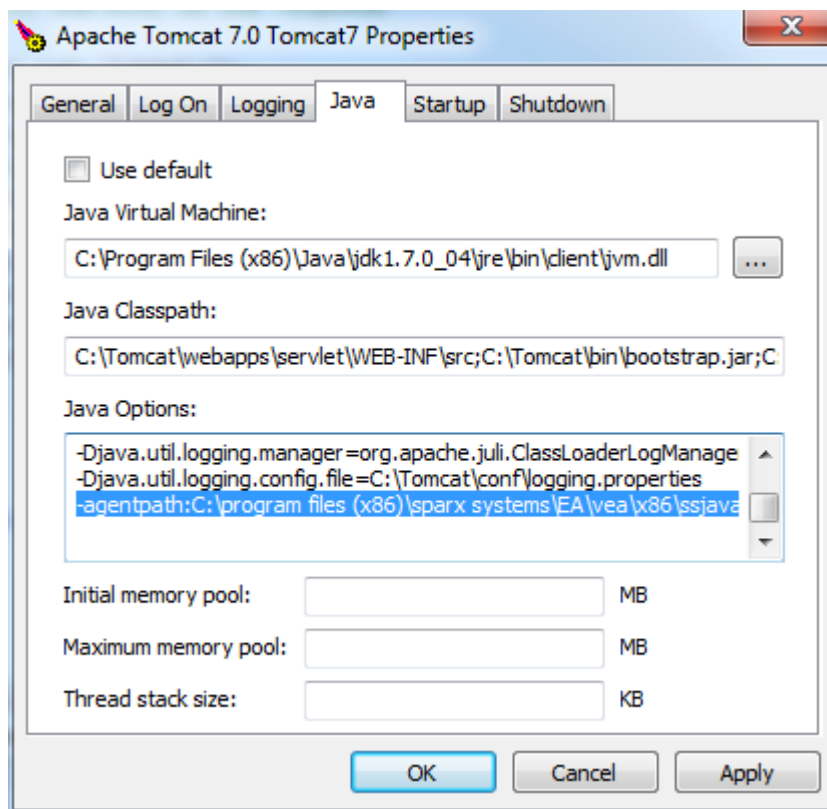 Apache Tomcat 7.0 Tomcat7 Properties
General Log On Logging Java Startup Shutdown
Use default
Java Virtual Machine:
C:\Program Files (x86)\Java\jdk1.7.0_04\jre\bin\client\jvm.dll
...
Java Classpath:
C:\Tomcat\webapps\servlet\WEB-INF\src;C:\Tomcat\bin\bootstrap.jar;C:
Java Options:
-Djava.util.logging.manager=org.apache.juli.ClassLoaderLogManager
-Djava.util.logging.config.file=C:\Tomcat\conf\logging.properties
-agentpath:C:\program files (x86)\sparx systems\EA\vea\x86\ssjava
Initial memory pool: MB
Maximum memory pool: MB
Thread stack size: KB
OK Cancel Apply